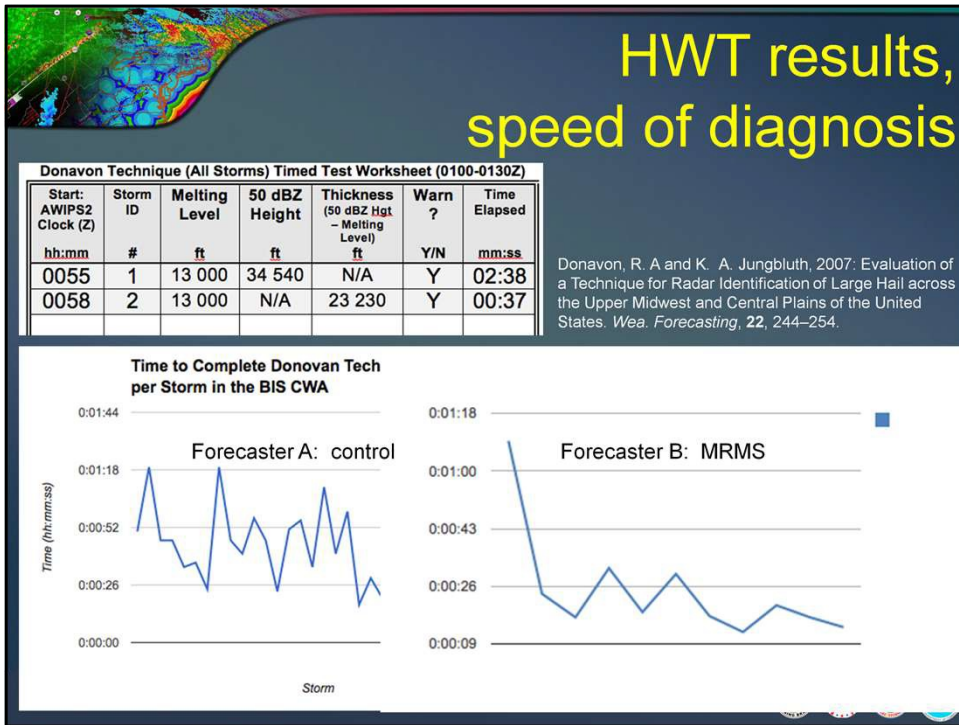 HWT results,
speed of diagnosis
Donavon Technique (All Storms) Timed Test Worksheet (0100-0130Z)
Start: AWIPS2 Clock (Z) hh:mm | Storm ID # | Melting Level ft | 50 dBZ Height ft | Thickness (50 dBZ Hgt – Melting Level) ft | Warn ? Y/N | Time Elapsed mm:ss
0055 1 13 000 34 540 N/A Y 02:38
0058 2 13 000 N/A 23 230 Y 00:37
Donavon, R. A and K. A. Jungbluth, 2007: Evaluation of
a Technique for Radar Identification of Large Hail across
the Upper Midwest and Central Plains of the United
States. Wea. Forecasting, 22, 244–254.
Time to Complete Donovan Tech
per Storm in the BIS CWA
Forecaster A: control
0:01:44
0:01:18
0:00:52
0:00:26
0:00:00
Time (hh:mm:ss)
Storm
Forecaster B: MRMS
0:01:18
0:01:00
0:00:43
0:00:26
0:00:09